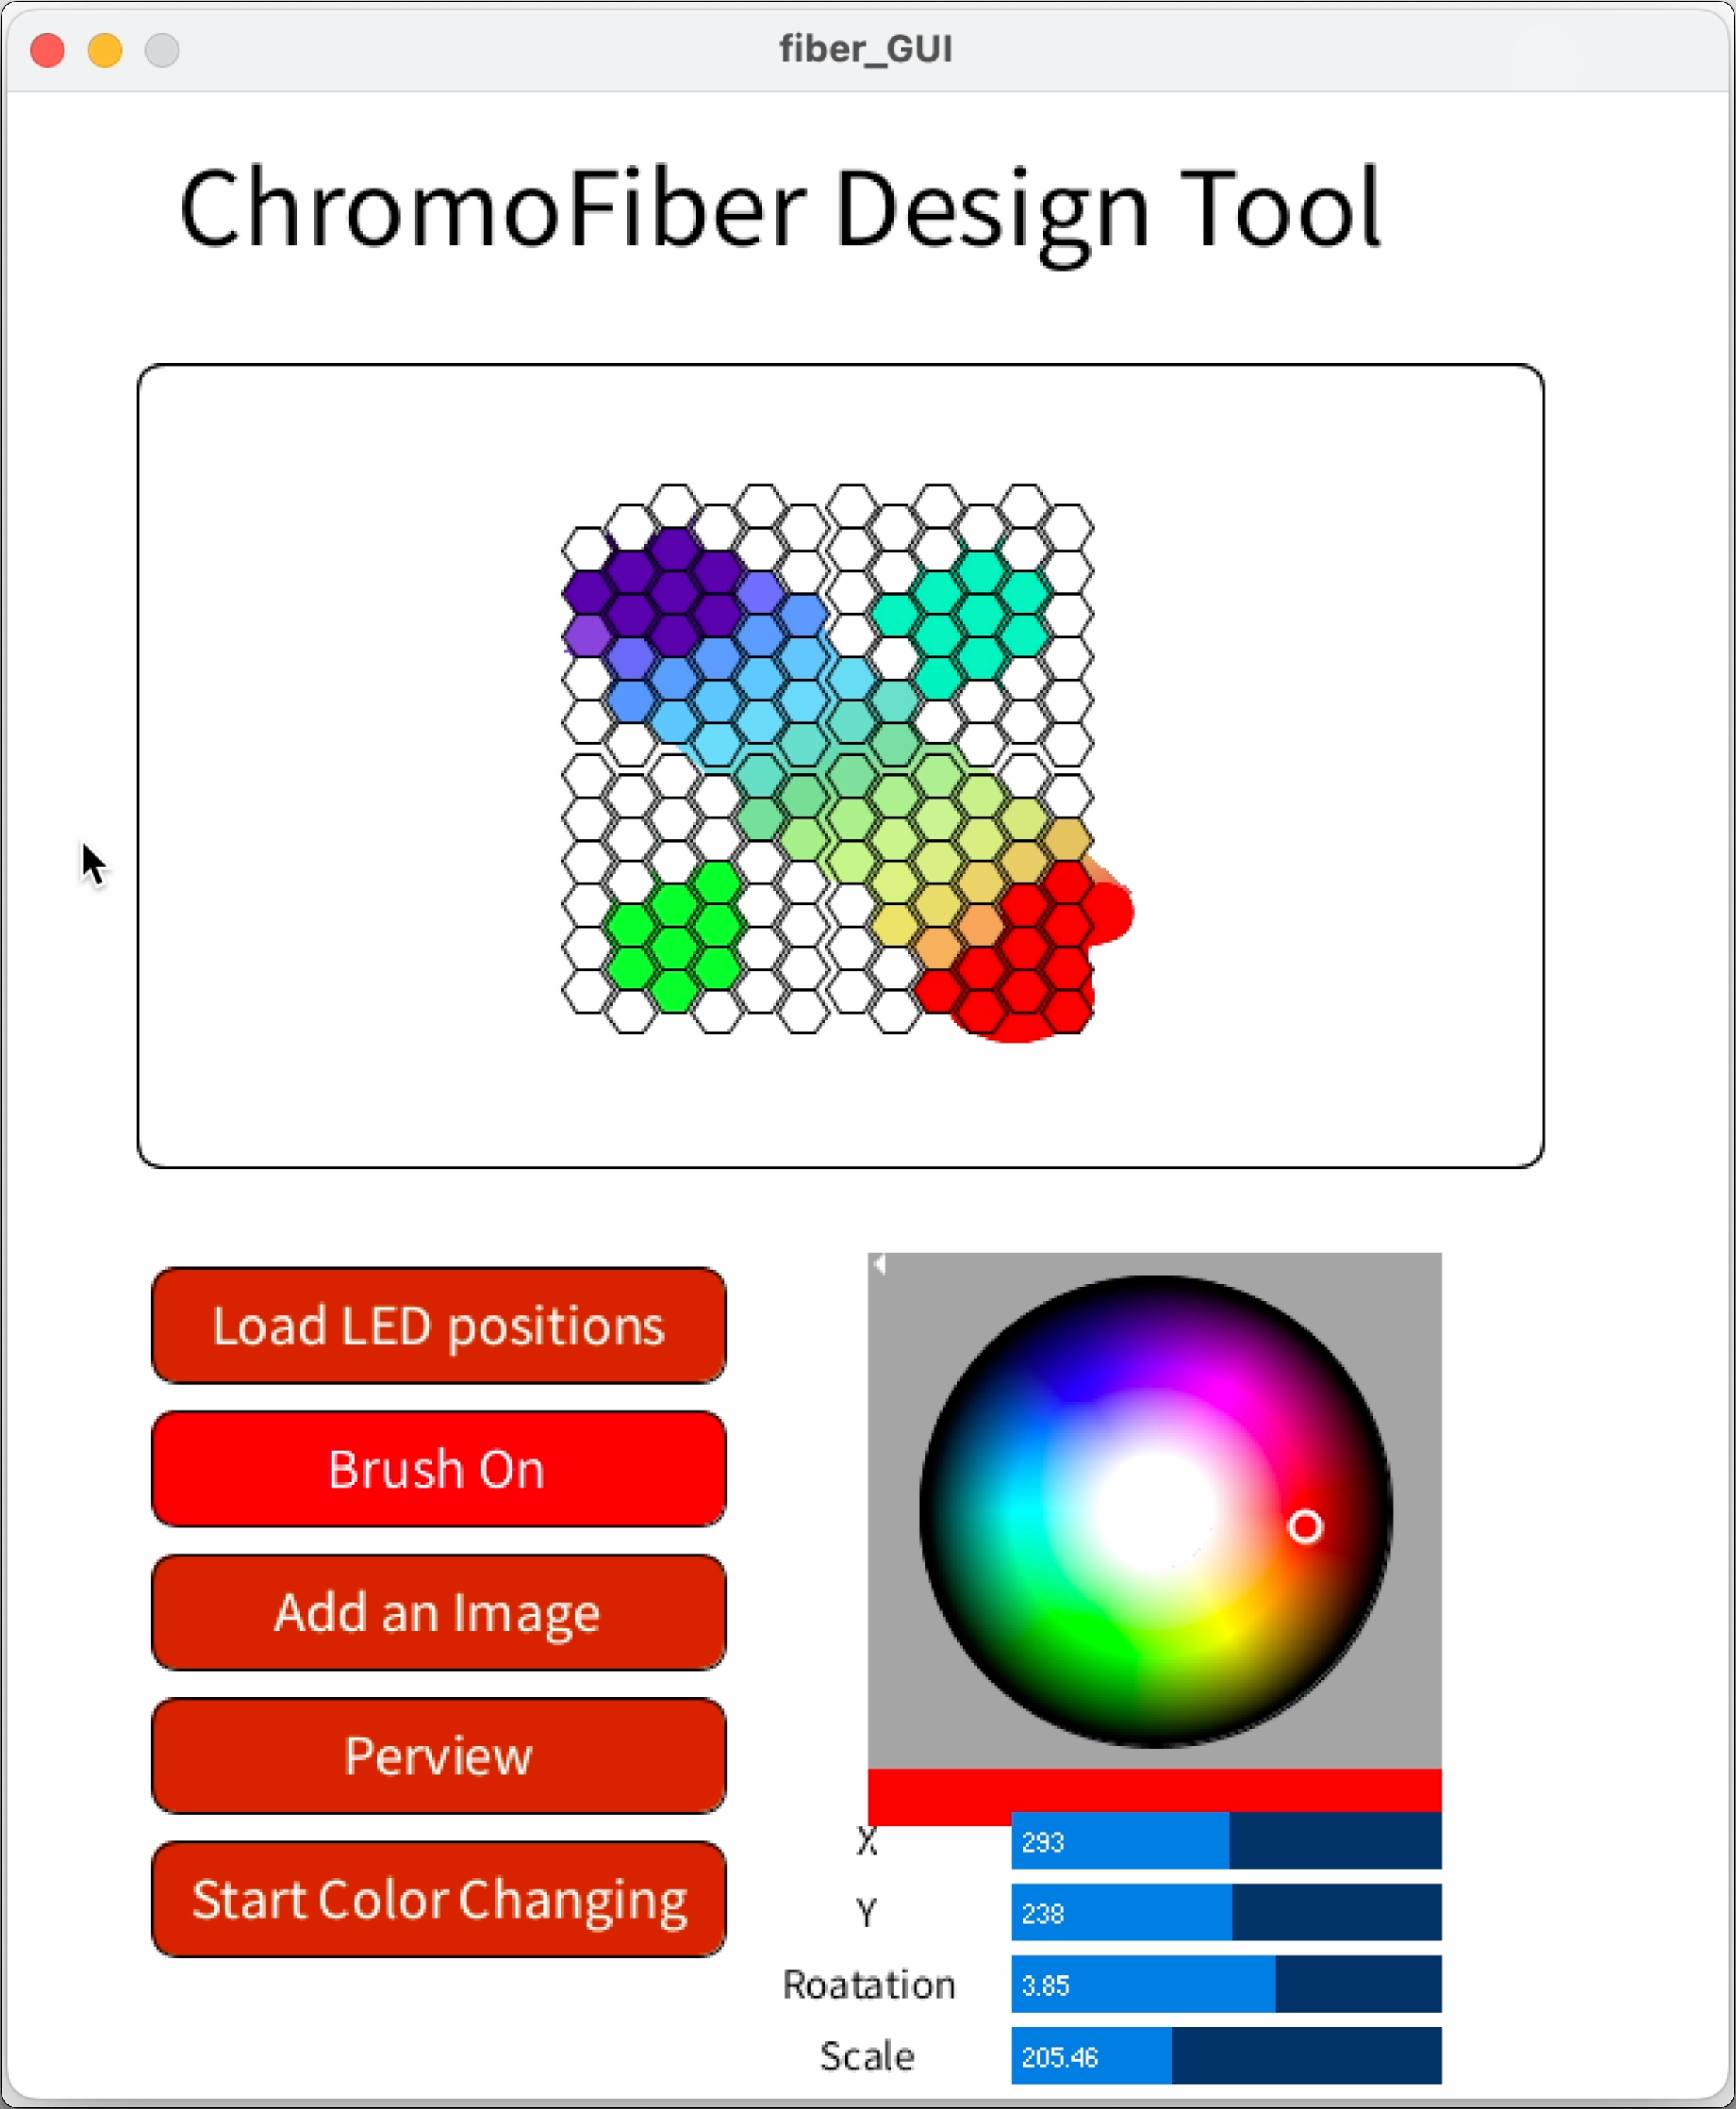 fiber_GUI
ChromoFiber Design Tool
Load LED positions
Brush On
Add an Image
Perview
Start Color Changing
X
293
Y
238
Roatation
3.85
Scale
205.46